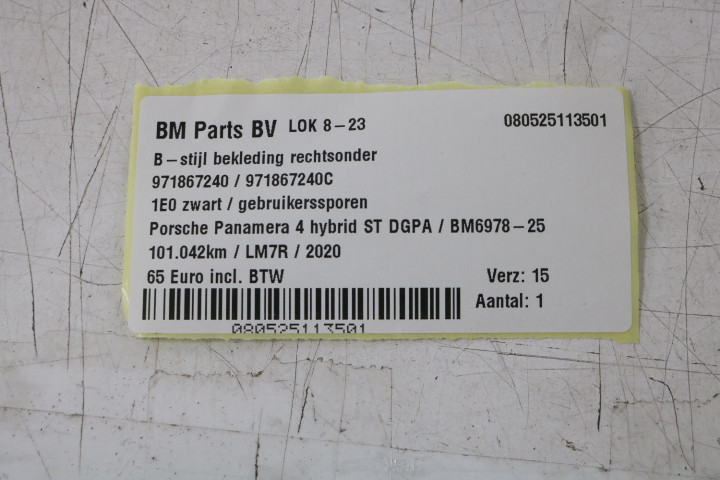 BM Parts BV LOK 8-23 080525113501
B-stijl bekleding rechtsonder
971867240 / 971867240C
1E0 zwart / gebruikerssporen
Porsche Panamera 4 hybrid ST DGPA / BM6978-25
101.042km / LM7R / 2020
65 Euro incl. BTW Verz: 15
Aantal: 1
080525113501